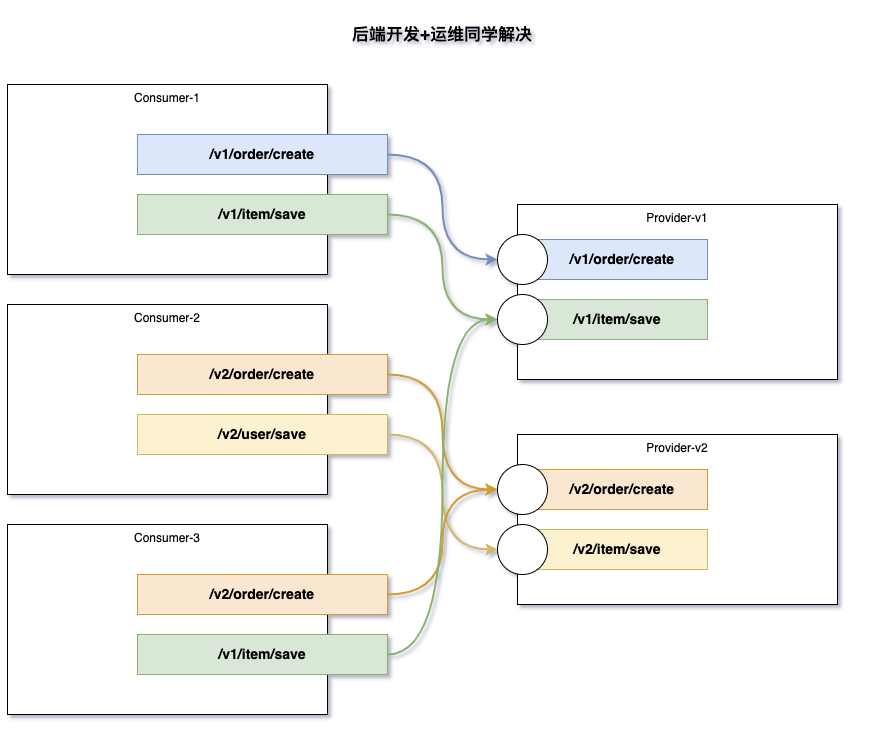 后端开发+运维同学解决
Consumer-1
/v1/order/create
/v1/item/save
Consumer-2
/v2/order/create
/v2/user/save
Consumer-3
/v2/order/create
/v1/item/save
Provider-v1
/v1/order/create
/v1/item/save
Provider-v2
/v2/order/create
/v2/item/save